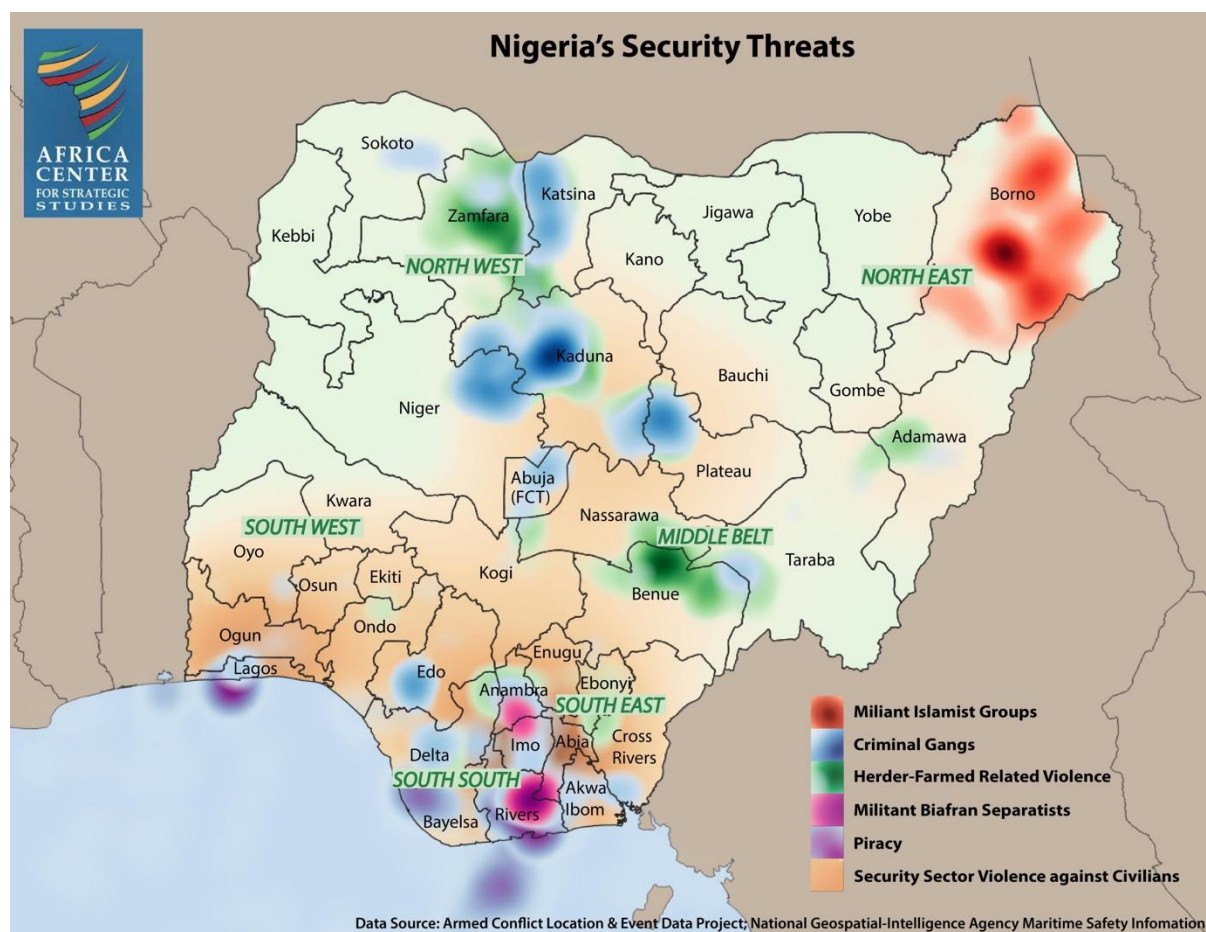 Nigeria's Security Threats
AFRICA
CENTER
FOR STRATEGIC
STUDIES
Sokoto
Katsina
Borno
Zamfara
Jigawa
Yobe
Kebbi
Kano
NORTH WEST
NORTH EAST
Kaduna
Bauchi
Gombe
Niger
Adamawa
Abuja
(FCT)
Plateau
Kwara
Nassarawa
SOUTH WEST
MIDDLE BELT
Oyo
Taraba
Kogi
Ekiti
Osun
Benue
Ondo
Ogun
Enugu
Lagos
Edo
Ebonyi
Anambra
SOUTH EAST
Imo
Abia
Cross
Rivers
Delta
SOUTH SOUTH
Akwa
Ibom
Rivers
Bayelsa
Miliant Islamist Groups
Criminal Gangs
Herder-Farmed Related Violence
Militant Biafran Separatists
Piracy
Security Sector Violence against Civilians
Data Source: Armed Conflict Location & Event Data Project; National Geospatial-Intelligence Agency Maritime Safety Infomation